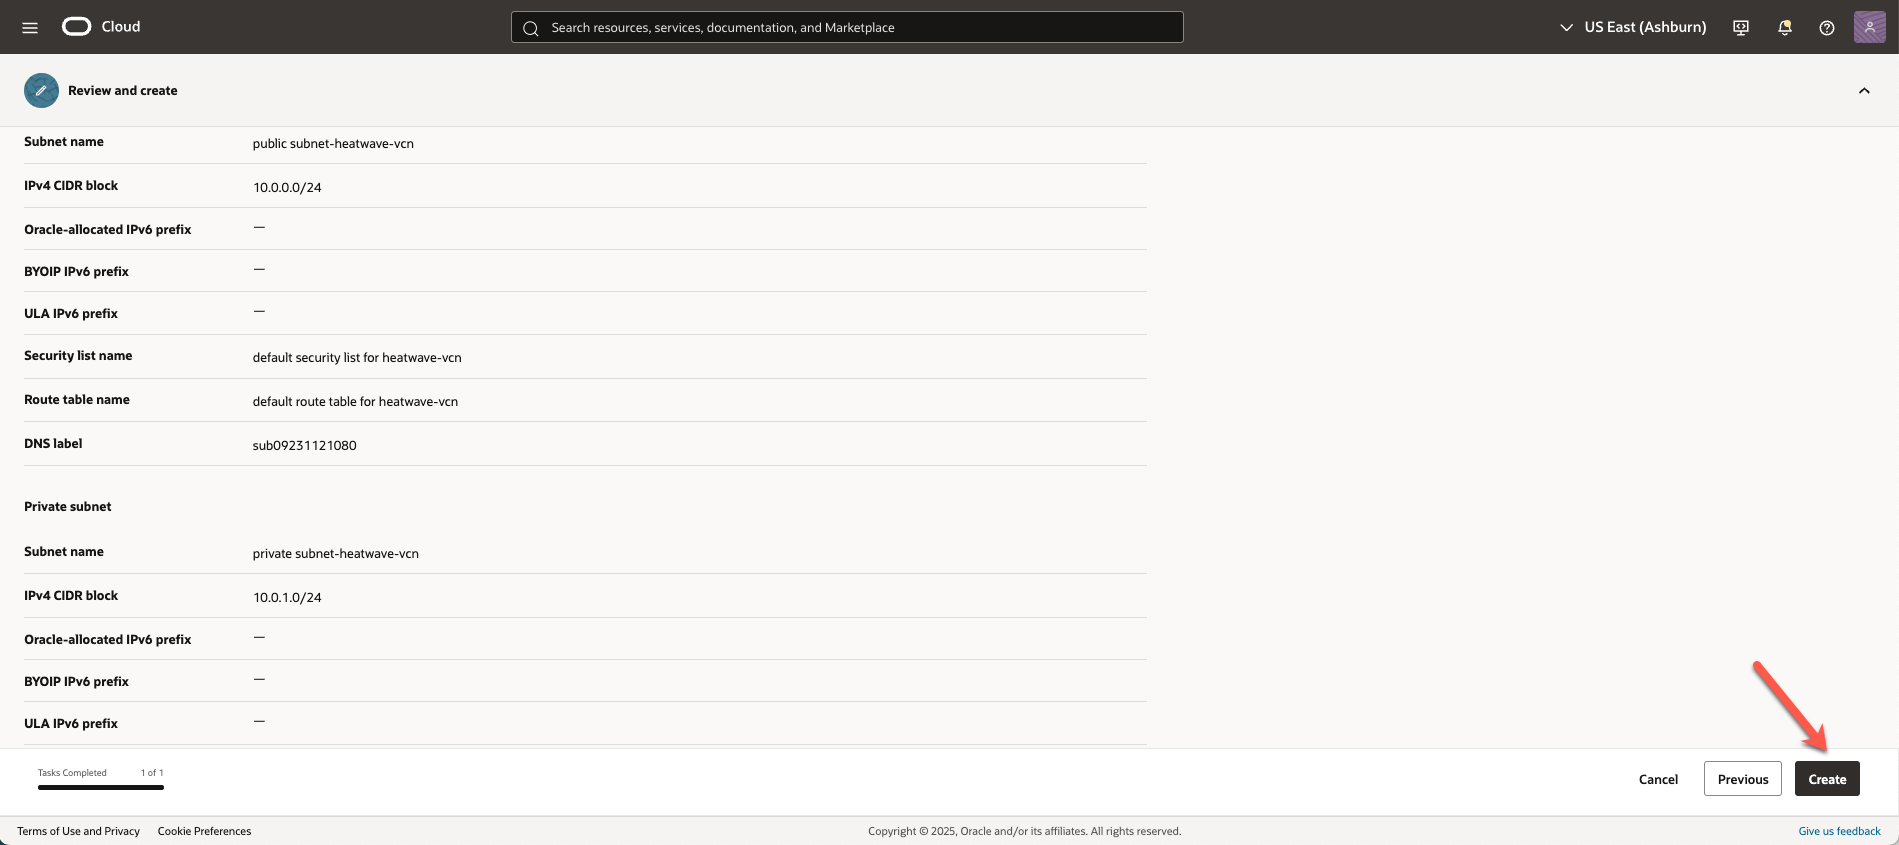 Cloud
Search resources, services, documentation, and Marketplace
US East (Ashburn)
Review and create
Subnet name public subnet-heatwave-vcn
IPv4 CIDR block 10.0.0.0/24
Oracle-allocated IPv6 prefix —
BYOIP IPv6 prefix —
ULA IPv6 prefix —
Security list name default security list for heatwave-vcn
Route table name default route table for heatwave-vcn
DNS label sub09231121080
Private subnet
Subnet name private subnet-heatwave-vcn
IPv4 CIDR block 10.0.1.0/24
Oracle-allocated IPv6 prefix —
BYOIP IPv6 prefix —
ULA IPv6 prefix —
Tasks Completed 1 of 1
Cancel Previous Create
Terms of Use and Privacy Cookie Preferences Copyright © 2025, Oracle and/or its affiliates. All rights reserved. Give us feedback